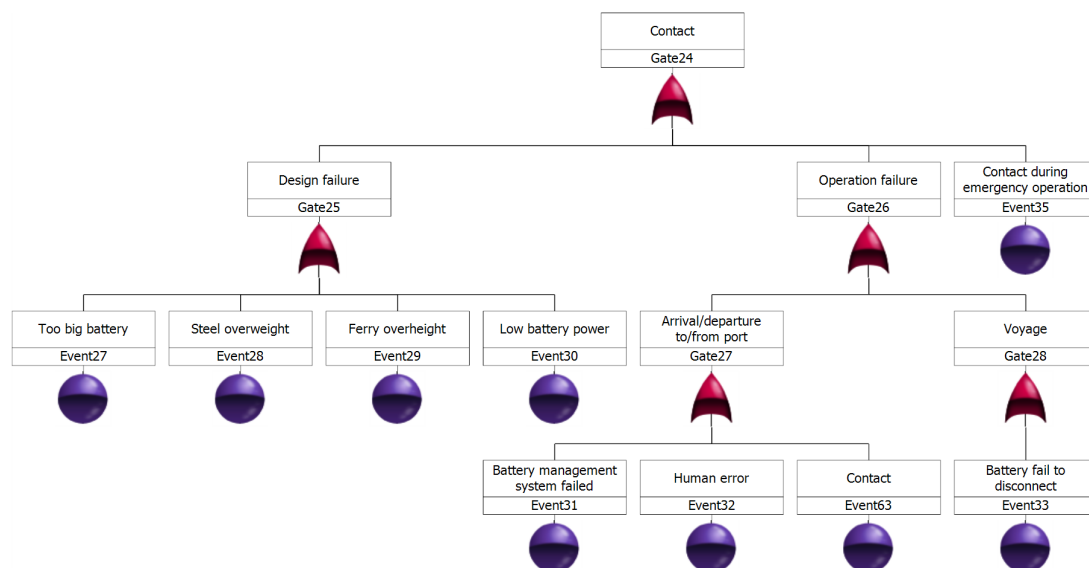 Contact
Gate24
Design failure
Gate25
Operation failure
Gate26
Contact during
emergency operation
Event35
Too big battery
Event27
Steel overweight
Event28
Ferry overheight
Event29
Low battery power
Event30
Arrival/departure
to/from port
Gate27
Voyage
Gate28
Battery management
system failed
Event31
Human error
Event32
Contact
Event63
Battery fail to
disconnect
Event33